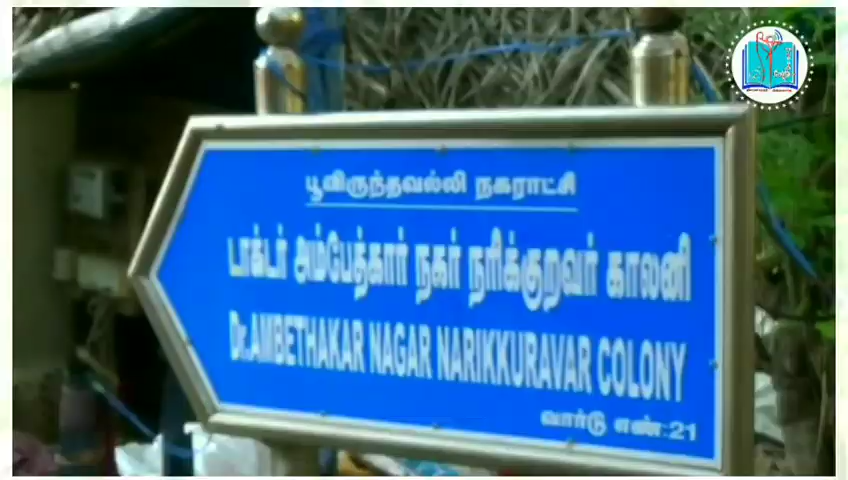 பூவிருந்தவல்லி நகராட்சி
டாக்டர் அம்பேத்கார் நகர் நரிக்குறவர் காலனி
Dr.AMBETHAKAR NAGAR NARIKKURAVAR COLONY
வார்டு எண்:21